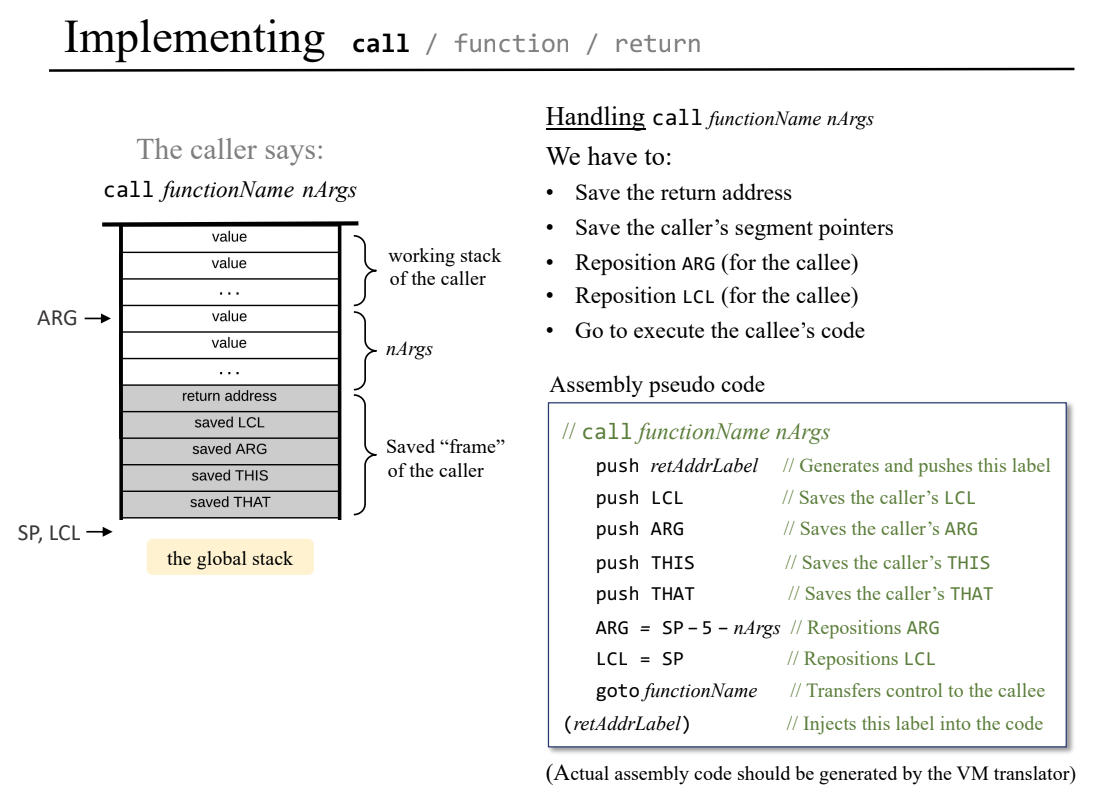 Implementing call / function / return
The caller says:
call functionName nArgs
value
value
...
value
value
...
return address
saved LCL
saved ARG
saved THIS
saved THAT
ARG
SP, LCL
working stack
of the caller
nArgs
Saved “frame”
of the caller
the global stack
Handling call functionName nArgs
We have to:
• Save the return address
• Save the caller’s segment pointers
• Reposition ARG (for the callee)
• Reposition LCL (for the callee)
• Go to execute the callee’s code
Assembly pseudo code
// call functionName nArgs
push retAddrLabel // Generates and pushes this label
push LCL // Saves the caller’s LCL
push ARG // Saves the caller’s ARG
push THIS // Saves the caller’s THIS
push THAT // Saves the caller’s THAT
ARG = SP – 5 – nArgs // Repositions ARG
LCL = SP // Repositions LCL
goto functionName // Transfers control to the callee
(retAddrLabel) // Injects this label into the code
(Actual assembly code should be generated by the VM translator)